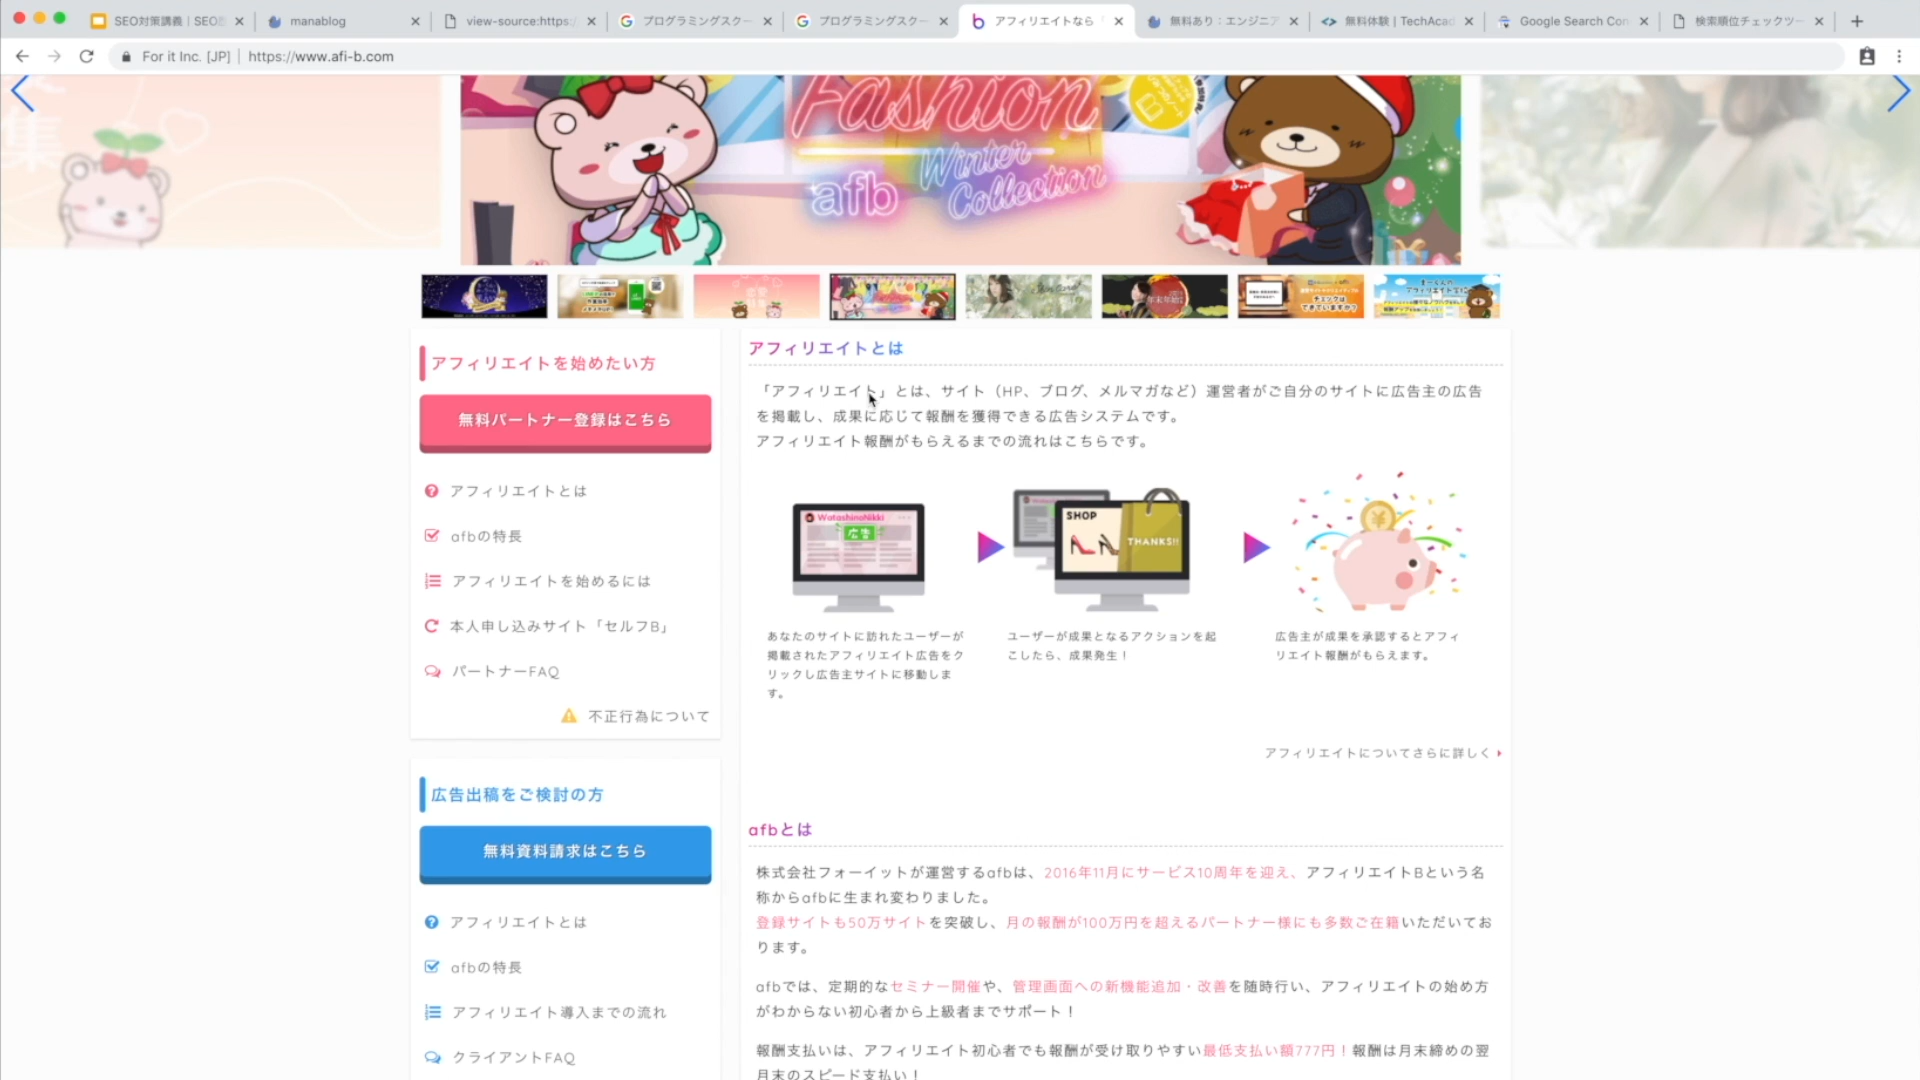 SEO対策講義 | SEO
manablog
view-source:https:/
プログラミングスクー
プログラミングスクー
アフィリエイトなら「
無料あり：エンジニア
無料体験 | TechAcad
Google Search Con
検索順位チェックツー
For it Inc. [JP] | https://www.afi-b.com
集
Fashion
Winter
afb
Collection
アフィリエイトを始めたい方
無料パートナー登録はこちら
アフィリエイトとは
afbの特長
アフィリエイトを始めるには
本人申し込みサイト「セルフB」
パートナーFAQ
不正行為について
広告出稿をご検討の方
無料資料請求はこちら
アフィリエイトとは
afbの特長
アフィリエイト導入までの流れ
クライアントFAQ
アフィリエイトとは
「アフィリエイト」とは、サイト（HP、ブログ、メルマガなど）運営者がご自分のサイトに広告主の広告
を掲載し、成果に応じて報酬を獲得できる広告システムです。
アフィリエイト報酬がもらえるまでの流れはこちらです。
WatashinoNikki
広告
SHOP
THANKS!!
あなたのサイトに訪れたユーザーが
掲載されたアフィリエイト広告をク
リックし広告主サイトに移動しま
す。
ユーザーが成果となるアクションを起
こしたら、成果発生！
広告主が成果を承認するとアフィ
リエイト報酬がもらえます。
アフィリエイトについてさらに詳しく
afbとは
株式会社フォーイットが運営するafbは、2016年11月にサービス10周年を迎え、アフィリエイトBという名
称からafbに生まれ変わりました。
登録サイトも50万サイトを突破し、月の報酬が100万円を超えるパートナー様にも多数ご在籍いただいてお
ります。
afbでは、定期的なセミナー開催や、管理画面への新機能追加・改善を随時行い、アフィリエイトの始め方
がわからない初心者から上級者までサポート！
報酬支払いは、アフィリエイト初心者でも報酬が受け取りやすい最低支払い額777円！報酬は月末締めの翌
月末のスピード支払い！